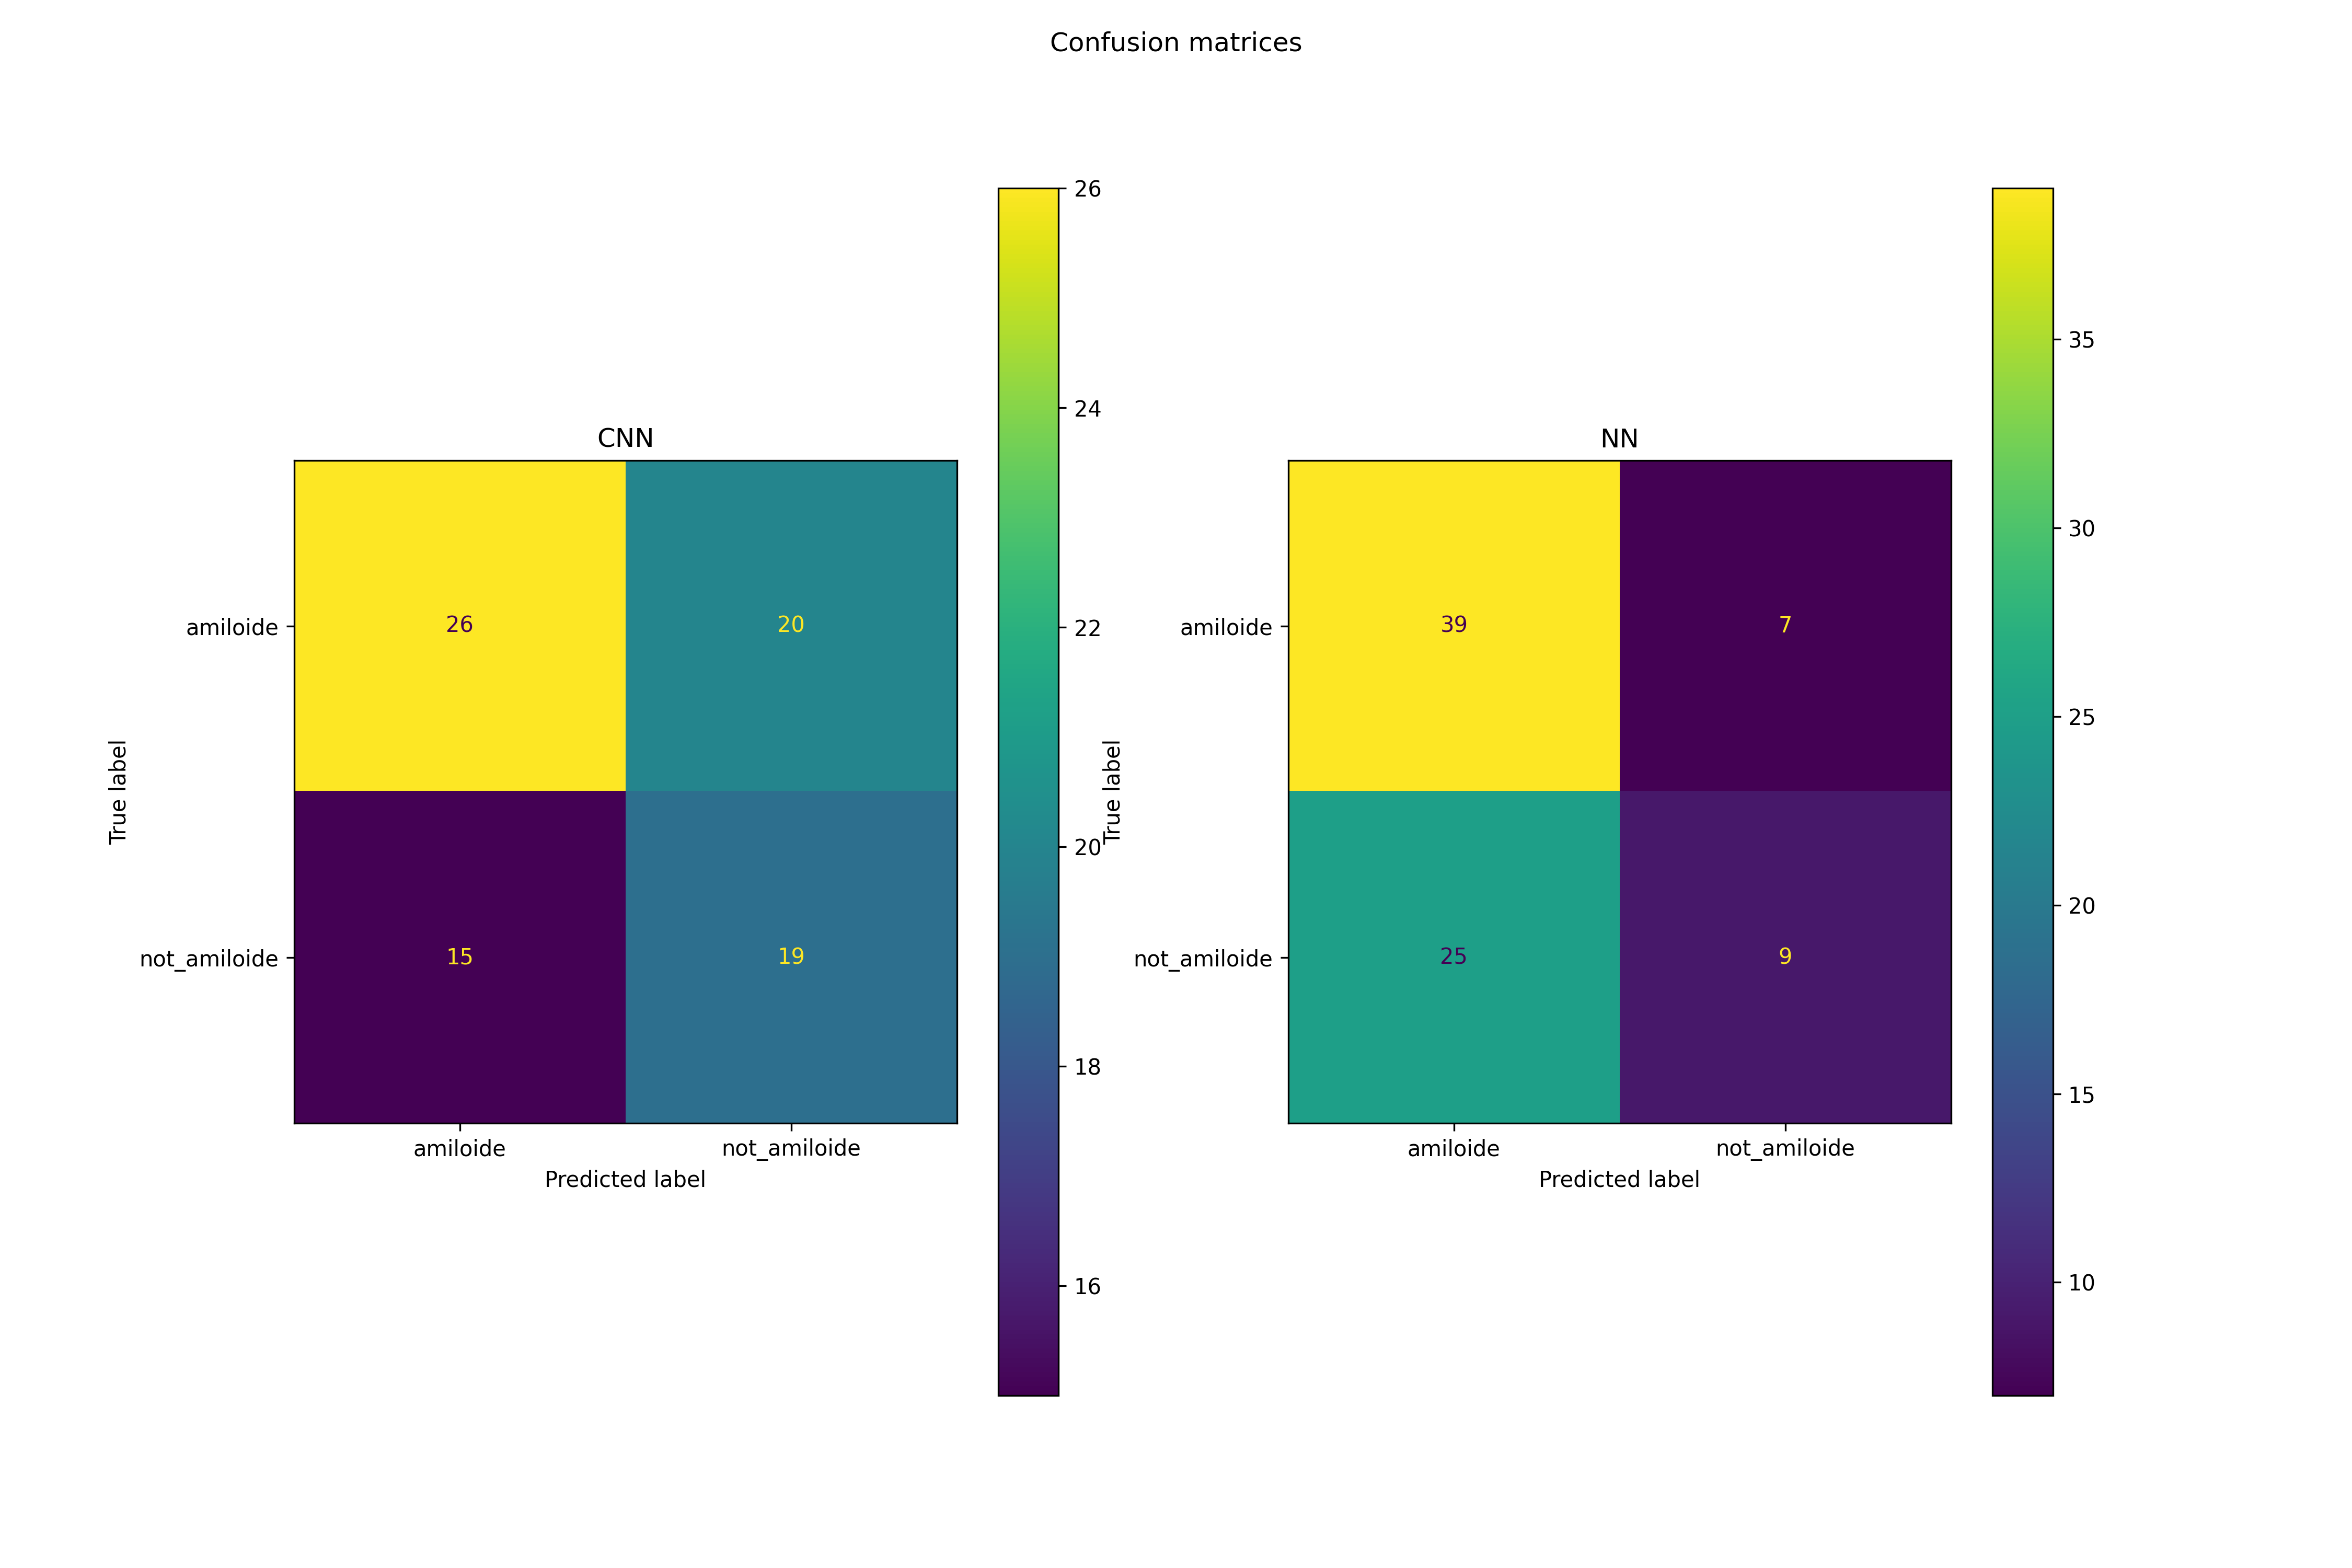 Confusion matrices
CNN
26 20
15 19
amiloide
not_amiloide
True label
amiloide not_amiloide
Predicted label
26
24
22
20
18
16
NN
39 7
25 9
amiloide
not_amiloide
True label
amiloide not_amiloide
Predicted label
35
30
25
20
15
10